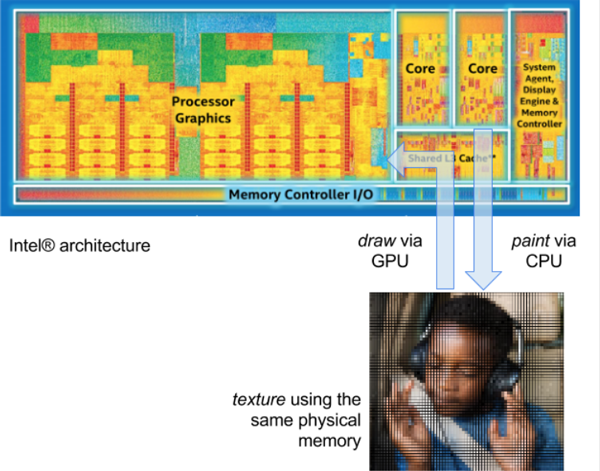 Processor
Graphics
Core
Core
System
Agent,
Display
Engine &
Memory
Controller
Shared L3 Cache**
Memory Controller I/O
Intel® architecture
draw via
GPU
paint via
CPU
texture using the
same physical
memory